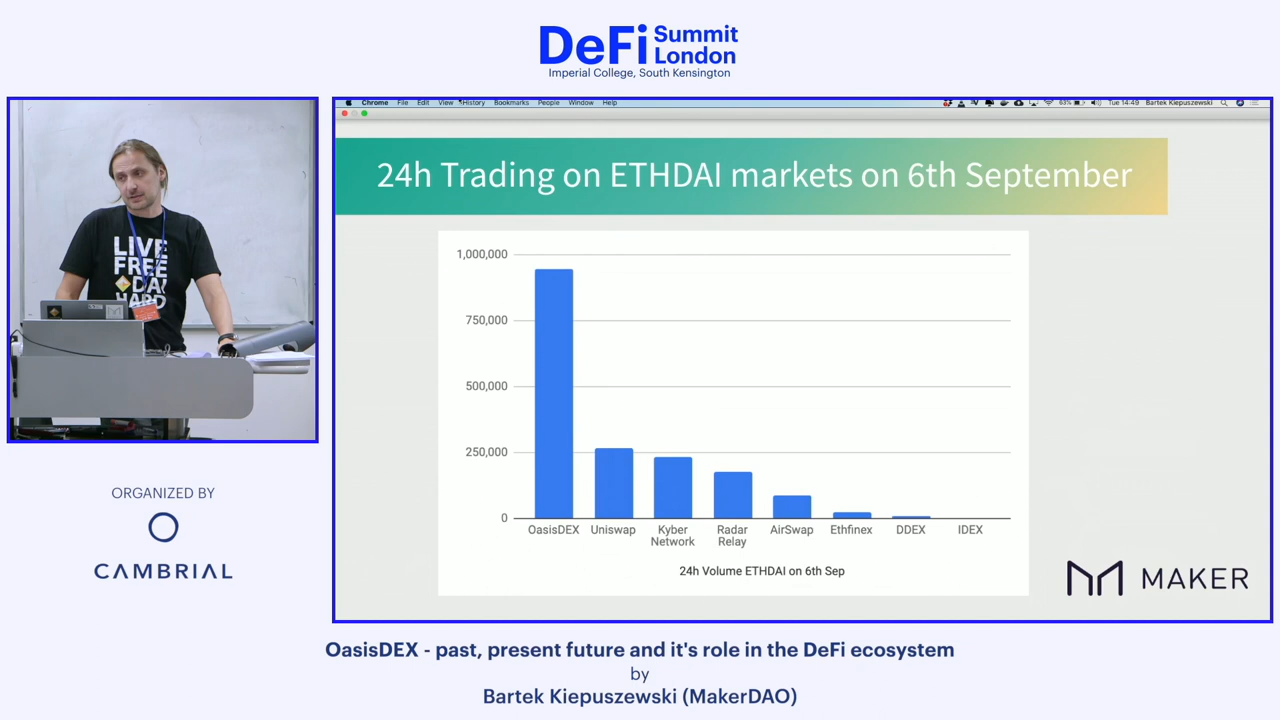 DeFi Summit
London
Imperial College, South Kensington
LIVE
FREE
DAI
HARD
ORGANIZED BY
CAMBRIAL
Chrome File Edit View History Bookmarks People Window Help 63% Tue 14:49 Bartek Kiepuszewski
24h Trading on ETHDAI markets on 6th September
1,000,000
750,000
500,000
250,000
0
OasisDEX Uniswap Kyber Network Radar Relay AirSwap Ethfinex DDEX IDEX
24h Volume ETHDAI on 6th Sep
MAKER
OasisDEX - past, present future and it's role in the DeFi ecosystem
by
Bartek Kiepuszewski (MakerDAO)